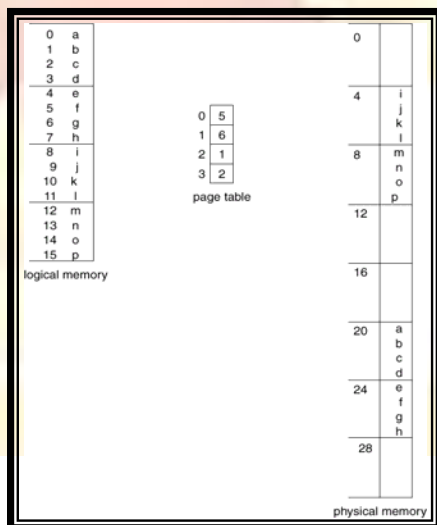 0 a
1 b
2 c
3 d
4 e
5 f
6 g
7 h
8 i
9 j
10 k
11 l
12 m
13 n
14 o
15 p
logical memory
0 5
1 6
2 1
3 2
page table
0
4 i
j
k
l
8 m
n
o
p
12
16
20 a
b
c
d
24 e
f
g
h
28
physical memory